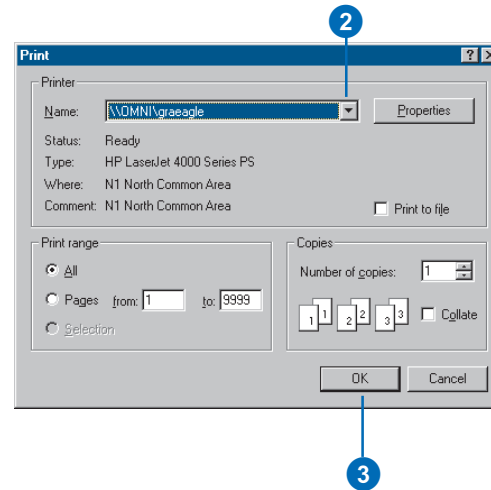 2
Print
Printer
Name: \\OMNI\graeagle Properties
Status: Ready
Type: HP LaserJet 4000 Series PS
Where: N1 North Common Area
Comment: N1 North Common Area
Print to file
Print range
All
Pages from: 1 to: 9999
Selection
Copies
Number of copies: 1
1 1 2 2 3 3 Collate
OK Cancel
3